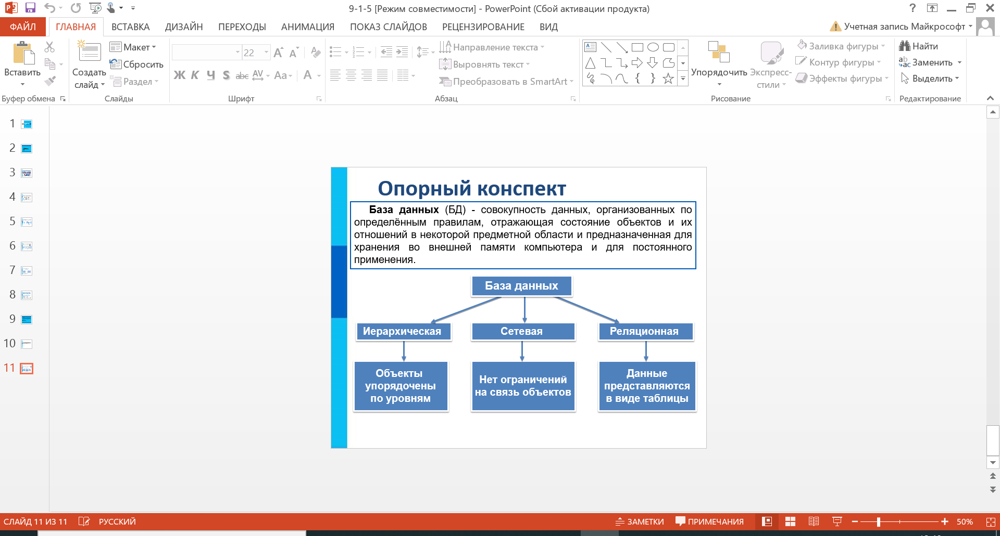 9-1-5 [Режим совместимости] - PowerPoint (Сбой активации продукта)
ФАЙЛ ГЛАВНАЯ ВСТАВКА ДИЗАЙН ПЕРЕХОДЫ АНИМАЦИЯ ПОКАЗ СЛАЙДОВ РЕЦЕНЗИРОВАНИЕ ВИД Учетная запись Майкрософт
Вставить
Буфер обмена
Создать
слайд
Макет
Сбросить
Раздел
Слайды
22
Ж К Ч S abc AV Aa A
Шрифт
Направление текста
Выровнять текст
Преобразовать в SmartArt
Абзац
Упорядочить
Экспресс-
стили
Заливка фигуры
Контур фигуры
Эффекты фигуры
Рисование
Найти
Заменить
Выделить
Редактирование
1
2
3
4
5
6
7
8
9
10
11
Опорный конспект
База данных (БД) - совокупность данных, организованных по
определённым правилам, отражающая состояние объектов и их
отношений в некоторой предметной области и предназначенная для
хранения во внешней памяти компьютера и для постоянного
применения.
База данных
Иерархическая
Сетевая
Реляционная
Объекты
упорядочены
по уровням
Нет ограничений
на связь объектов
Данные
представляются
в виде таблицы
СЛАЙД 11 ИЗ 11 РУССКИЙ ЗАМЕТКИ ПРИМЕЧАНИЯ 50%